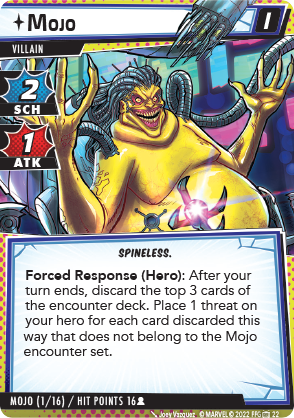 Mojo
I
VILLAIN
2
SCH
1
ATK
SPINELESS.
Forced Response (Hero): After your
turn ends, discard the top 3 cards of
the encounter deck. Place 1 threat on
your hero for each card discarded this
way that does not belong to the Mojo
encounter set.
MOJO (1/16) / HIT POINTS 16
Joey Vazquez © MARVEL © 2022 FFG 22